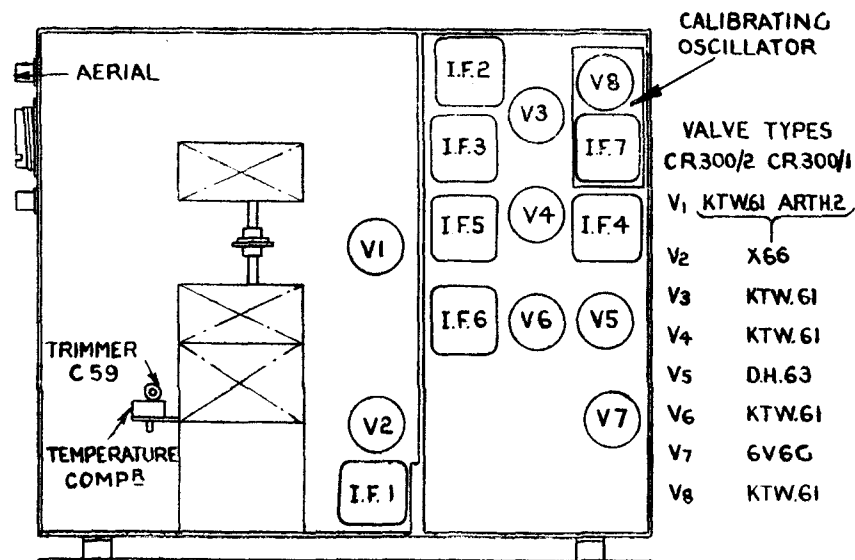 CALIBRATING
OSCILLATOR
AERIAL
I.F.2
V3
V8
I.F.3
I.F.7
VALVE TYPES
CR300/2 CR300/1
V1 KTW.61 ARTH.2
I.F.5
V4
I.F.4
V1
V2 X66
V3 KTW.61
I.F.6
V6
V5
V4 KTW.61
TRIMMER
C 59
V5 D.H.63
V2
V7
V6 KTW.61
TEMPERATURE
COMPR
V7 6V6G
I.F.1
V8 KTW.61